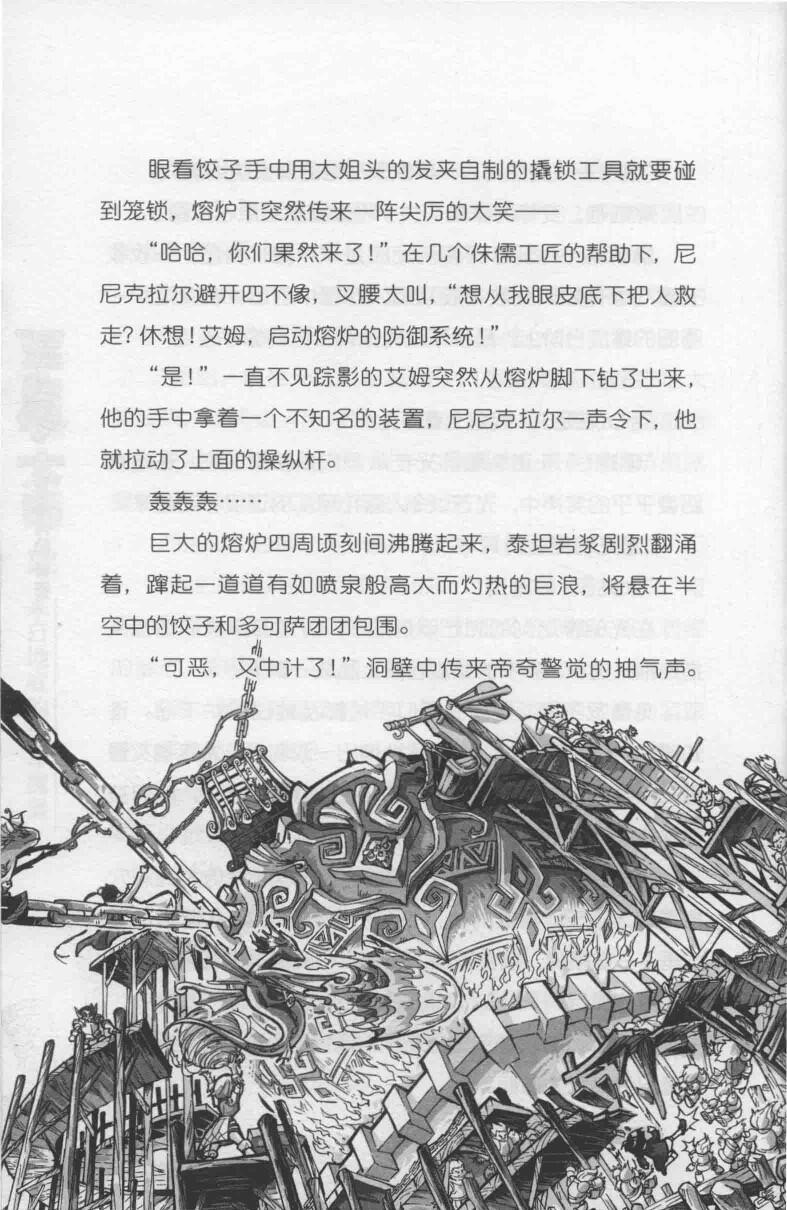 眼看饺子手中用大姐头的发来自制的撬锁工具就要碰
到笼锁，熔炉下突然传来一阵尖厉的大笑——
“哈哈，你们果然来了！”在几个侏儒工匠的帮助下，尼
尼克拉尔避开四不像，叉腰大叫，“想从我眼皮底下把人救
走？休想！艾姆，启动熔炉的防御系统！”
“是！”一直不见踪影的艾姆突然从熔炉脚下钻了出来，
他的手中拿着一个不知名的装置，尼尼克拉尔一声令下，他
就拉动了上面的操纵杆。
轰轰轰……
巨大的熔炉四周顷刻间沸腾起来，泰坦岩浆剧烈翻涌
着，蹿起一道道有如喷泉般高大而灼热的巨浪，将悬在半
空中的饺子和多可萨团团包围。
“可恶，又中计了！”洞壁中传来帝奇警觉的抽气声。